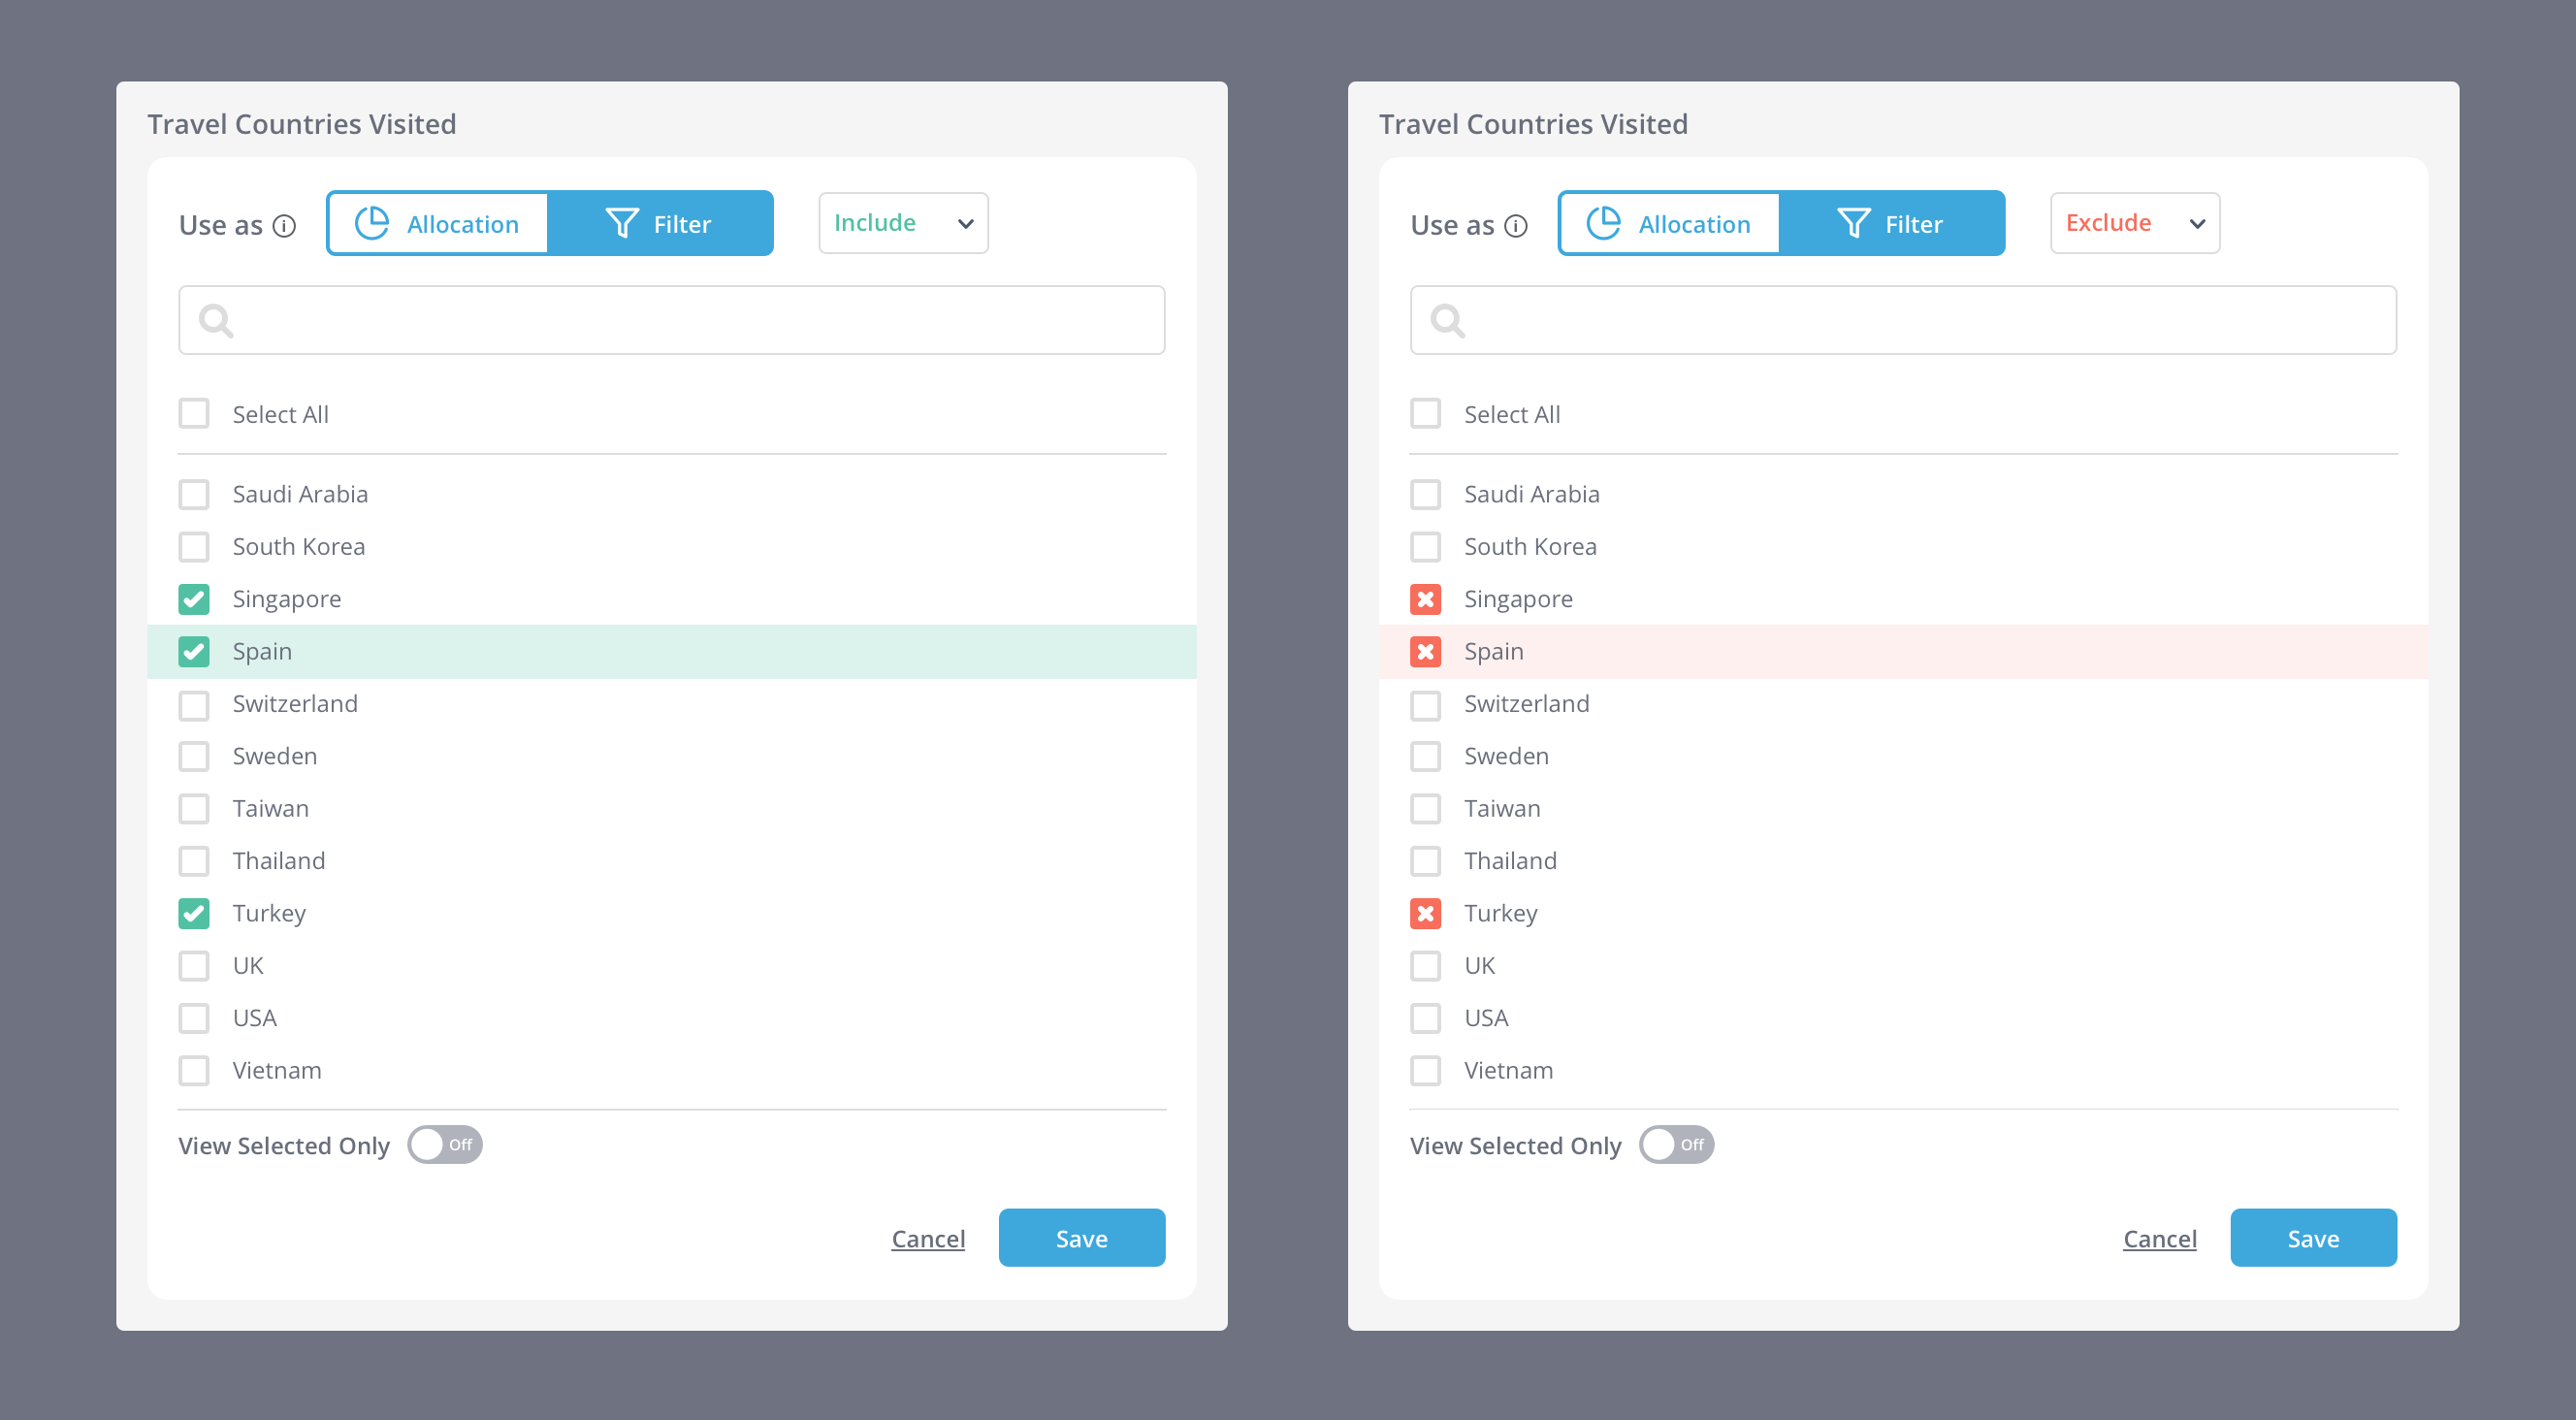 Travel Countries Visited
Use as Allocation Filter Include
Select All
Saudi Arabia
South Korea
Singapore
Spain
Switzerland
Sweden
Taiwan
Thailand
Turkey
UK
USA
Vietnam
View Selected Only Off
Cancel Save
Travel Countries Visited
Use as Allocation Filter Exclude
Select All
Saudi Arabia
South Korea
Singapore
Spain
Switzerland
Sweden
Taiwan
Thailand
Turkey
UK
USA
Vietnam
View Selected Only Off
Cancel Save